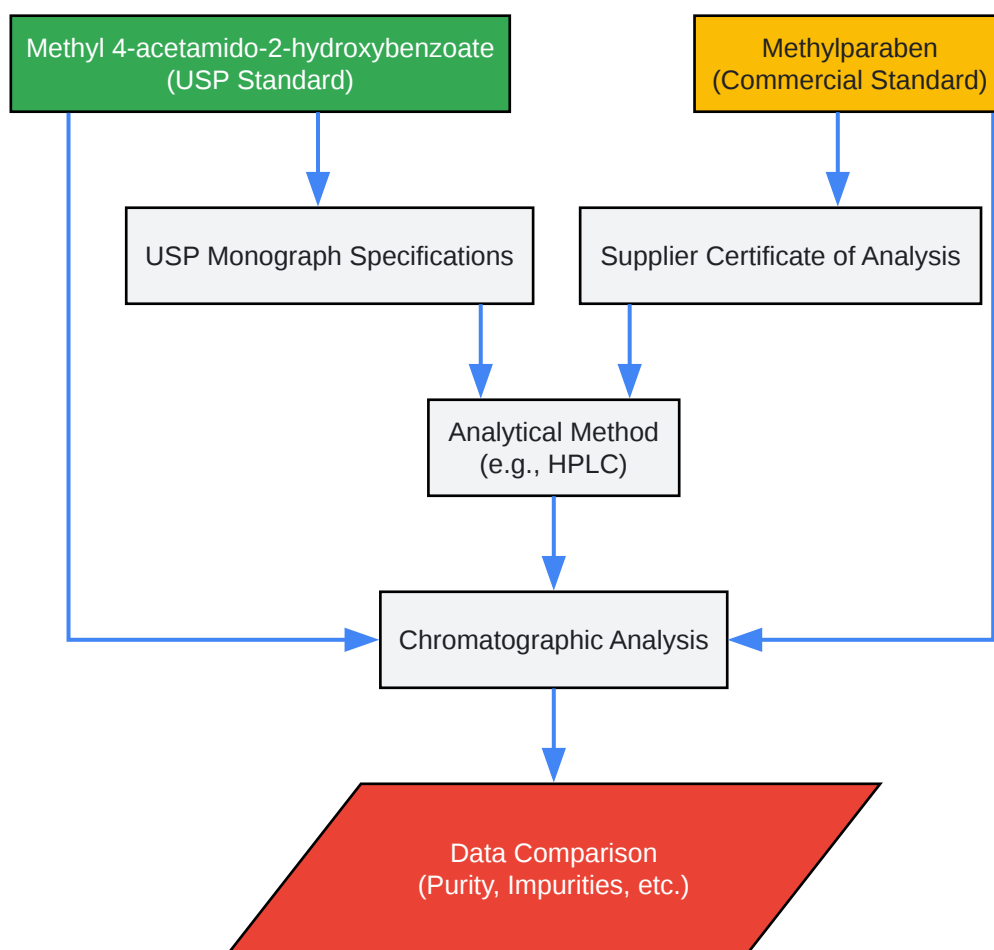 Methyl 4-acetamido-2-hydroxybenzoate
(USP Standard)
Methylparaben
(Commercial Standard)
USP Monograph Specifications
Supplier Certificate of Analysis
Analytical Method
(e.g., HPLC)
Chromatographic Analysis
Data Comparison
(Purity, Impurities, etc.)